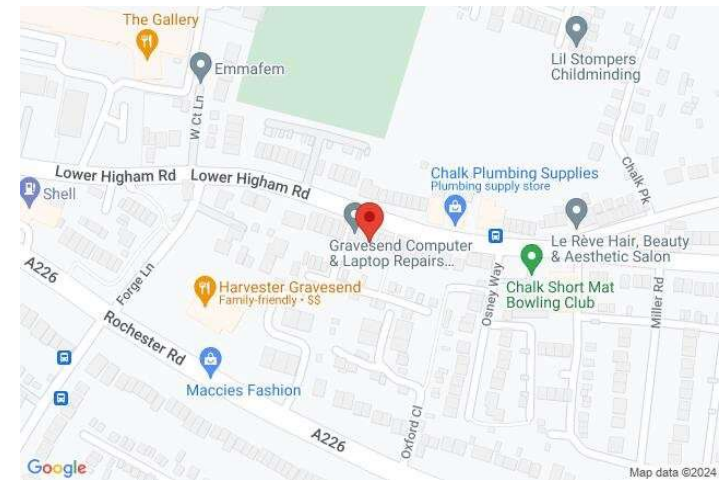 The Gallery
Emmafem
Lil Stompers
Childminding
W Ct Ln
Lower Higham Rd
Lower Higham Rd
Chalk Plumbing Supplies
Plumbing supply store
Chalk Pk
Shell
Gravesend Computer
& Laptop Repairs...
Le Rêve Hair, Beauty
& Aesthetic Salon
A226
Forge Ln
Harvester Gravesend
Family-friendly • $$
Osney Way
Chalk Short Mat
Bowling Club
Miller Rd
Rochester Rd
Maccies Fashion
A226
Oxford Cl
Google
Map data ©2024